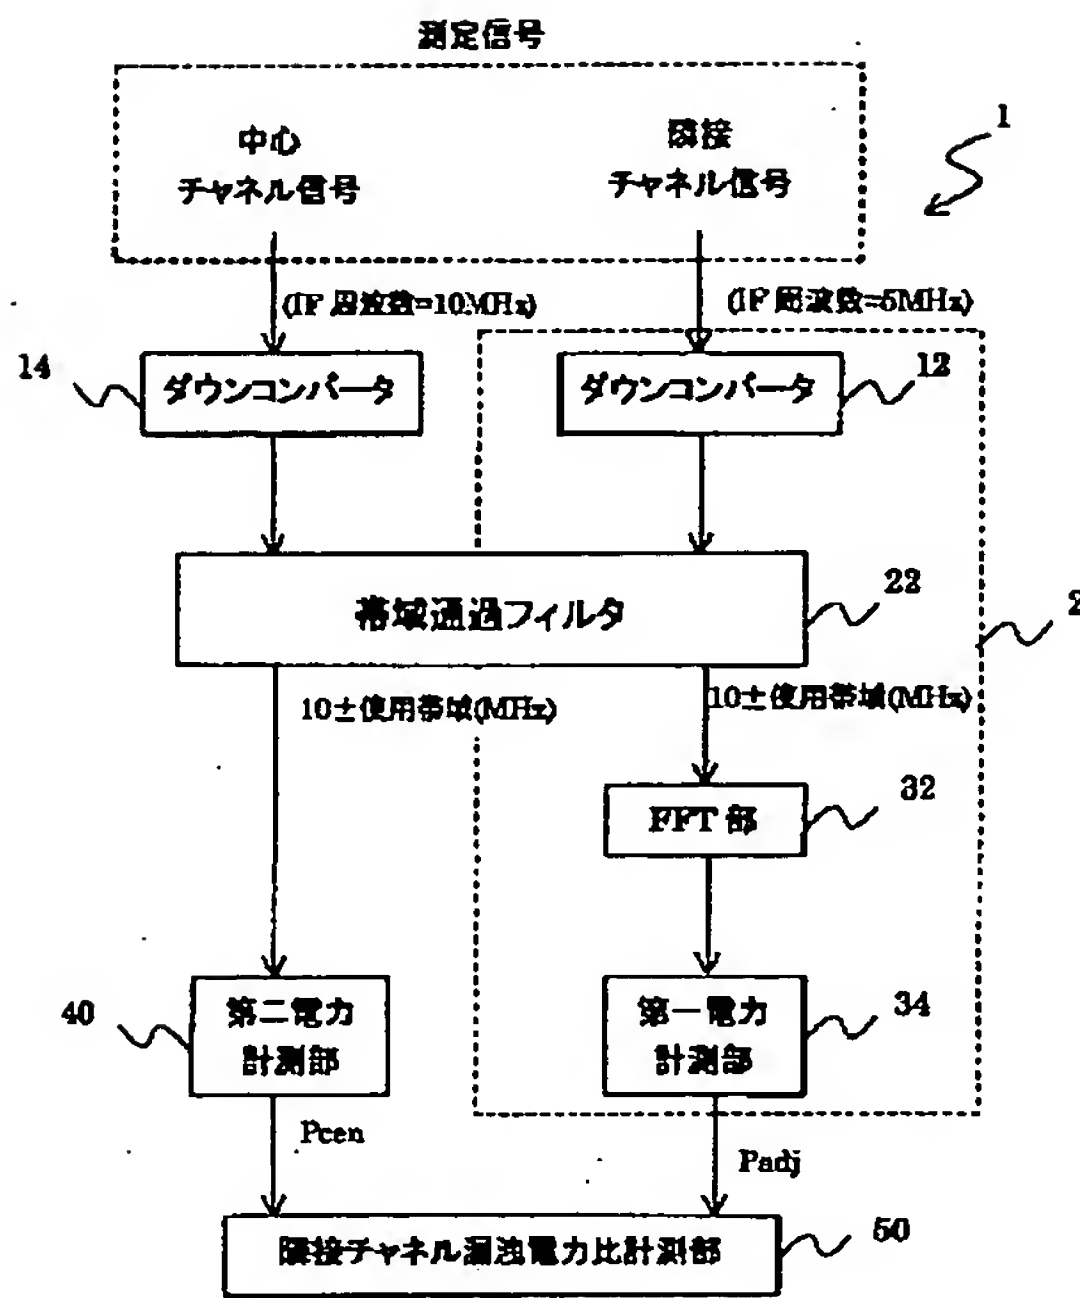 測定信号
中心
チャネル信号
隣接
チャネル信号
1
(IF 周波数=10MHz)
(IF 周波数=5MHz)
14
ダウンコンバータ
ダウンコンバータ
12
帯域通過フィルタ
22
2
10±使用帯域(MHz)
10±使用帯域(MHz)
FFT 部
32
40
第二電力
計測部
第一電力
計測部
34
Pcen
Padj
隣接チャネル漏洩電力比計測部
50